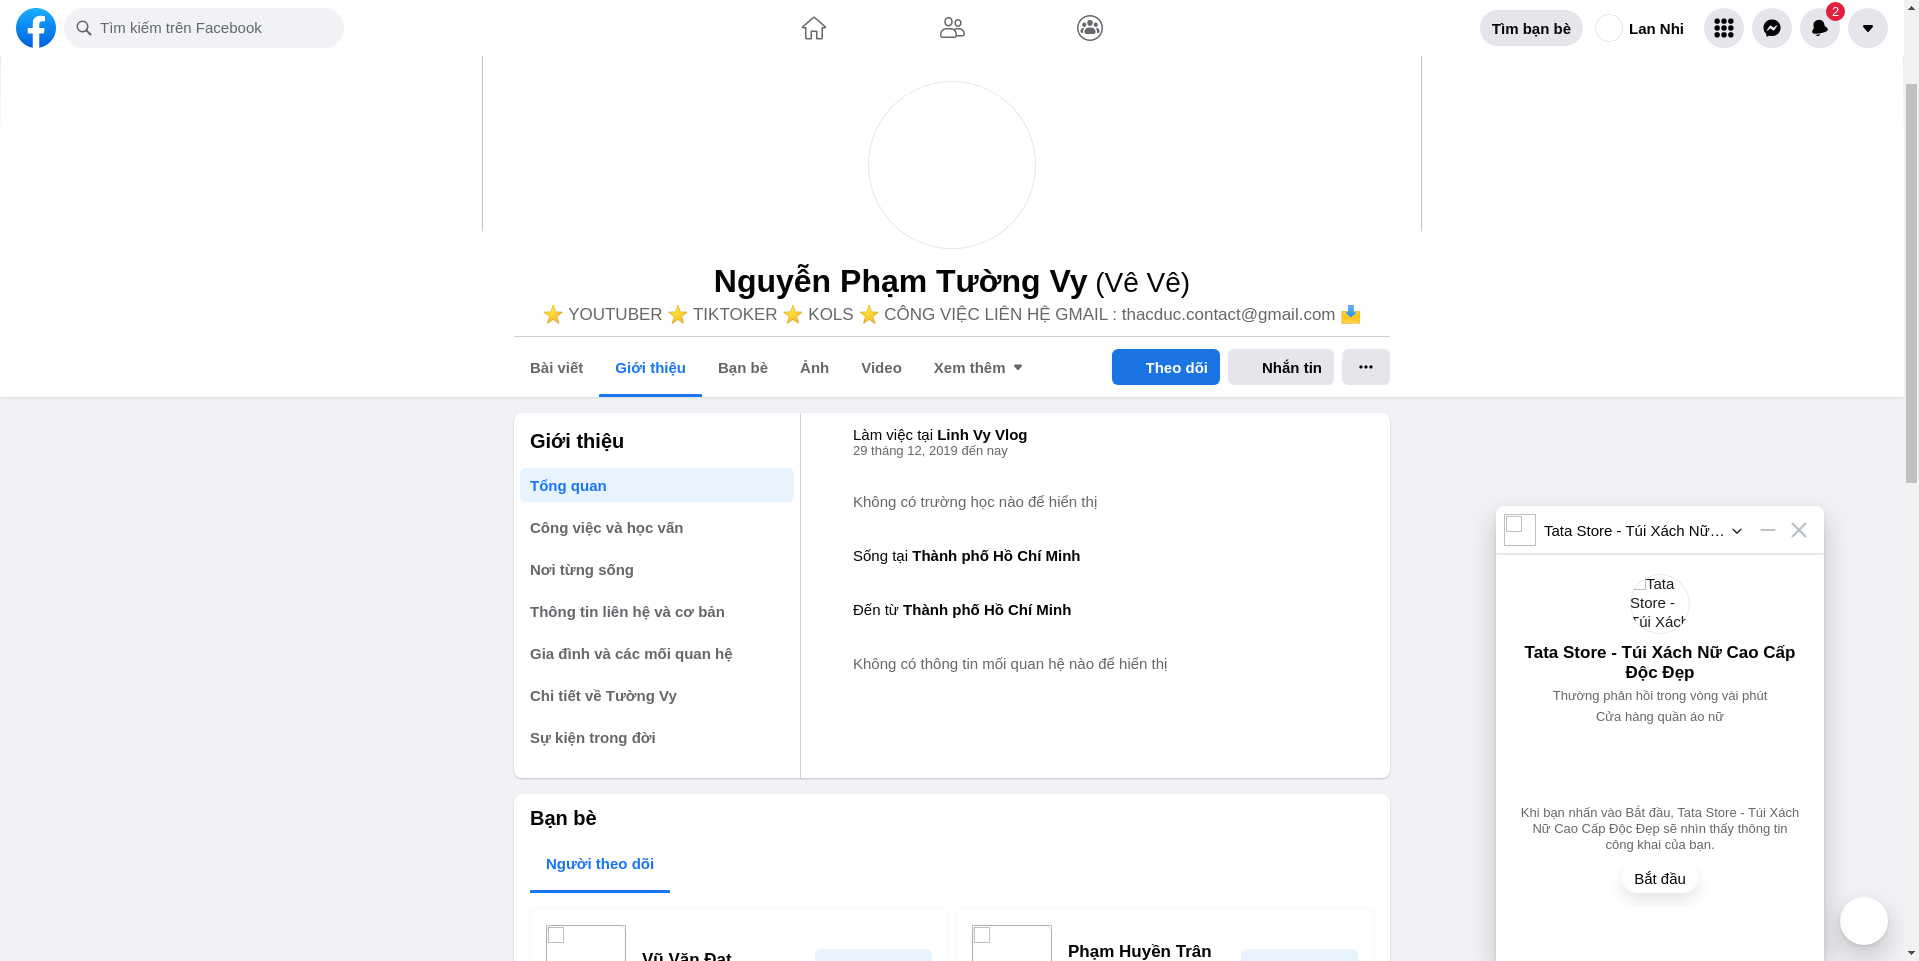 Tìm kiếm trên Facebook
Tìm bạn bè
Lan Nhi
2
Nguyễn Phạm Tường Vy (Vê Vê)
⭐ YOUTUBER ⭐ TIKTOKER ⭐ KOLS ⭐ CÔNG VIỆC LIÊN HỆ GMAIL : thacduc.contact@gmail.com 📩
Bài viết
Giới thiệu
Bạn bè
Ảnh
Video
Xem thêm
Theo dõi
Nhắn tin
Giới thiệu
Tổng quan
Công việc và học vấn
Nơi từng sống
Thông tin liên hệ và cơ bản
Gia đình và các mối quan hệ
Chi tiết về Tường Vy
Sự kiện trong đời
Làm việc tại Linh Vy Vlog
29 tháng 12, 2019 đến nay
Không có trường học nào để hiển thị
Sống tại Thành phố Hồ Chí Minh
Đến từ Thành phố Hồ Chí Minh
Không có thông tin mối quan hệ nào để hiển thị
Bạn bè
Người theo dõi
Vũ Văn Đạt
Phạm Huyền Trân
Tata Store - Túi Xách Nữ...
Tata
Store -
Túi Xách
Tata Store - Túi Xách Nữ Cao Cấp
Độc Đẹp
Thường phản hồi trong vòng vài phút
Cửa hàng quần áo nữ
Khi bạn nhấn vào Bắt đầu, Tata Store - Túi Xách
Nữ Cao Cấp Độc Đẹp sẽ nhìn thấy thông tin
công khai của bạn.
Bắt đầu